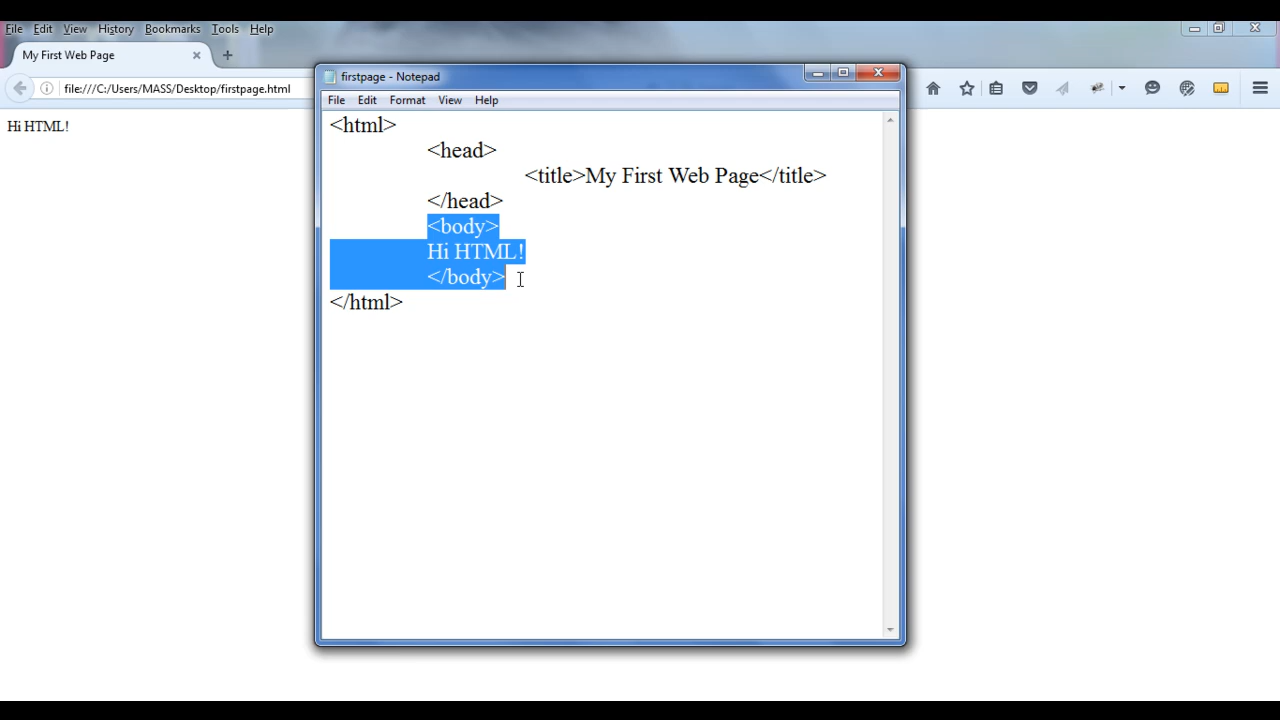 File Edit View History Bookmarks Tools Help
My First Web Page
file:///C:/Users/MASS/Desktop/firstpage.html
Hi HTML!
firstpage - Notepad
File Edit Format View Help
<html>
<head>
<title>My First Web Page</title>
</head>
<body>
Hi HTML!
</body>
</html>